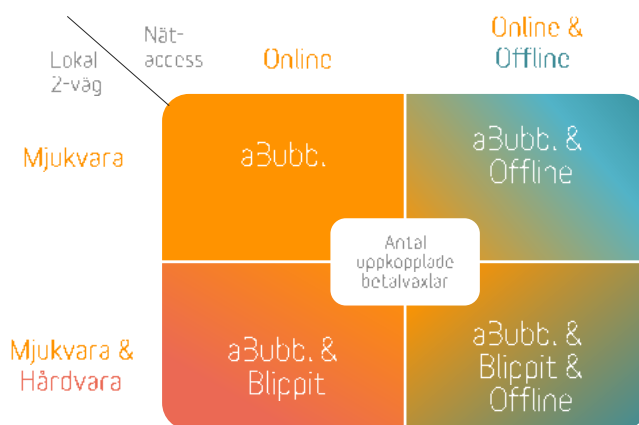 Nät-
access
Lokal
2-väg
Online
Online &
Offline
Mjukvara
aBubb.
aBubb. &
Offline
Antal
uppkopplade
betalväxlar
Mjukvara &
Hårdvara
aBubb. &
Blippit
aBubb. &
Blippit &
Offline